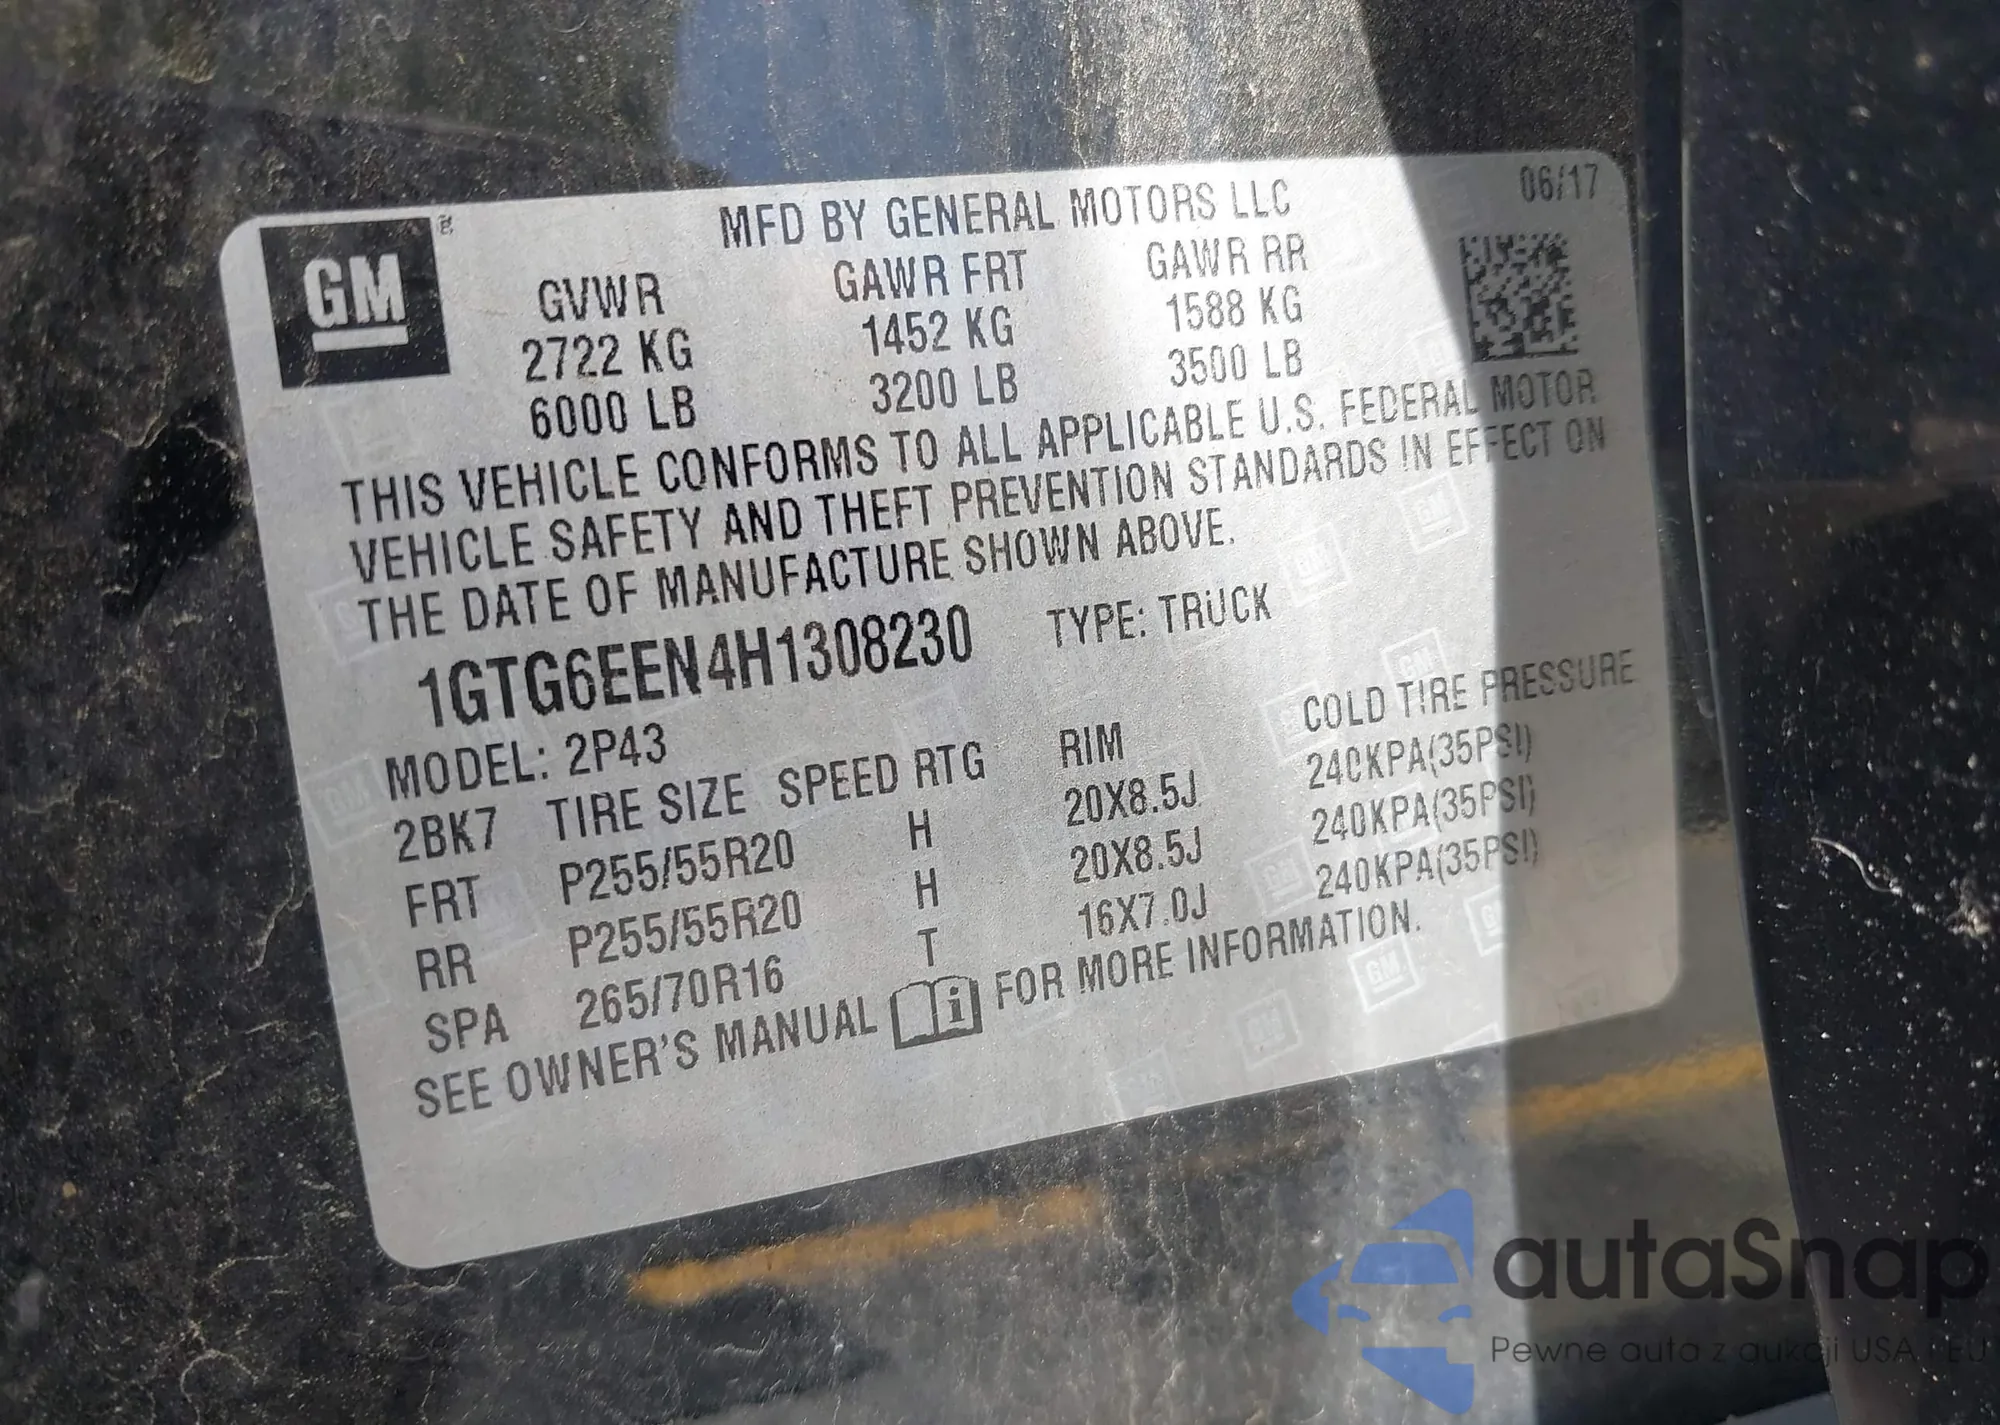 06/17
MFD BY GENERAL MOTORS LLC
GM
GVWR GAWR FRT GAWR RR
2722 KG 1452 KG 1588 KG
6000 LB 3200 LB 3500 LB
THIS VEHICLE CONFORMS TO ALL APPLICABLE U.S. FEDERAL MOTOR
VEHICLE SAFETY AND THEFT PREVENTION STANDARDS IN EFFECT ON
THE DATE OF MANUFACTURE SHOWN ABOVE.
1GTG6EEN4H1308230 TYPE: TRUCK
MODEL: 2P43
2BK7 TIRE SIZE SPEED RTG RIM COLD TIRE PRESSURE
FRT P255/55R20 H 20X8.5J 240KPA(35PSI)
RR P255/55R20 H 20X8.5J 240KPA(35PSI)
SPA 265/70R16 T 16X7.0J 240KPA(35PSI)
SEE OWNER'S MANUAL i FOR MORE INFORMATION.
autaSnap
Pewne auta z aukcji USA i EU